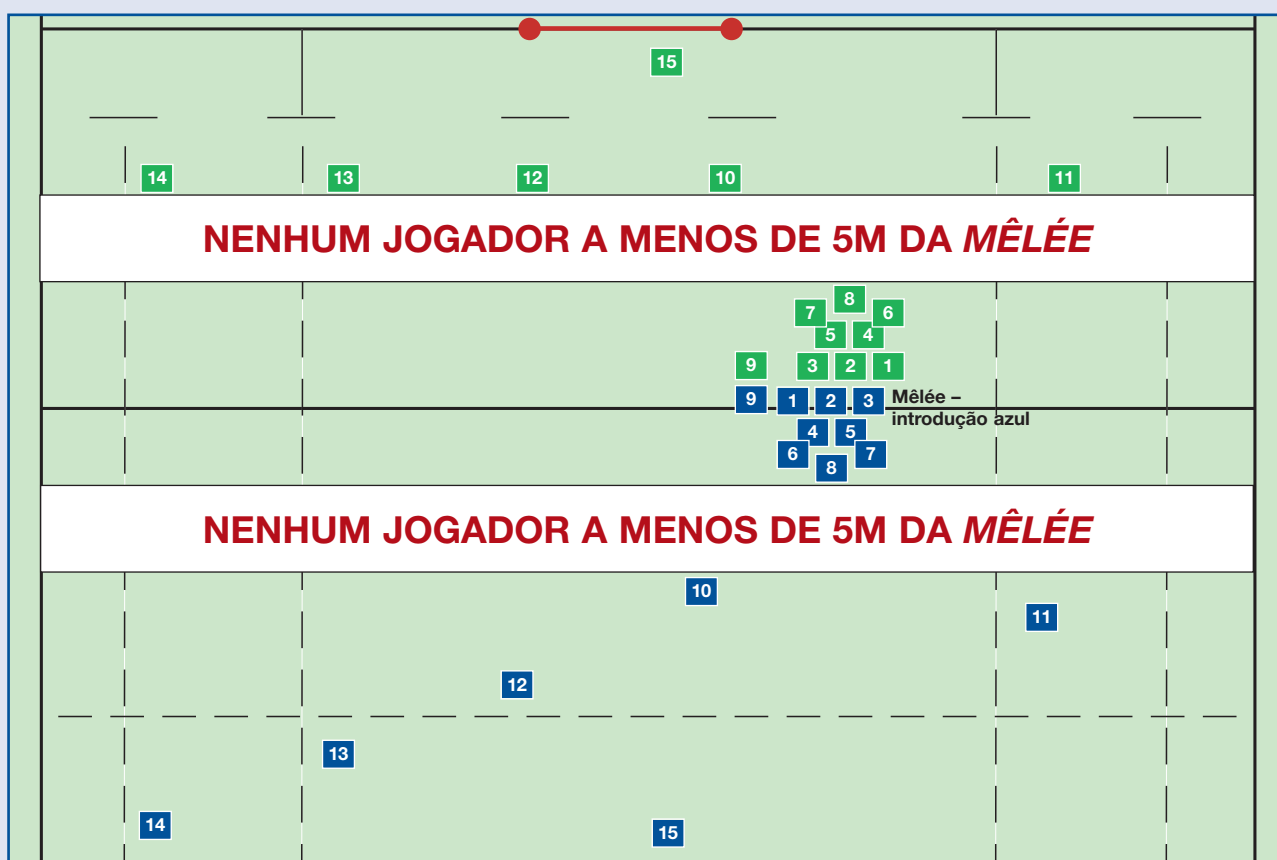 15
14 13 12 10 11
NENHUM JOGADOR A MENOS DE 5M DA MÊLÉE
8
7 6
5 4
9 3 2 1
9 1 2 3 Mêlée –
introdução azul
4 5
6 7
8
NENHUM JOGADOR A MENOS DE 5M DA MÊLÉE
10
11
12
13
14
15